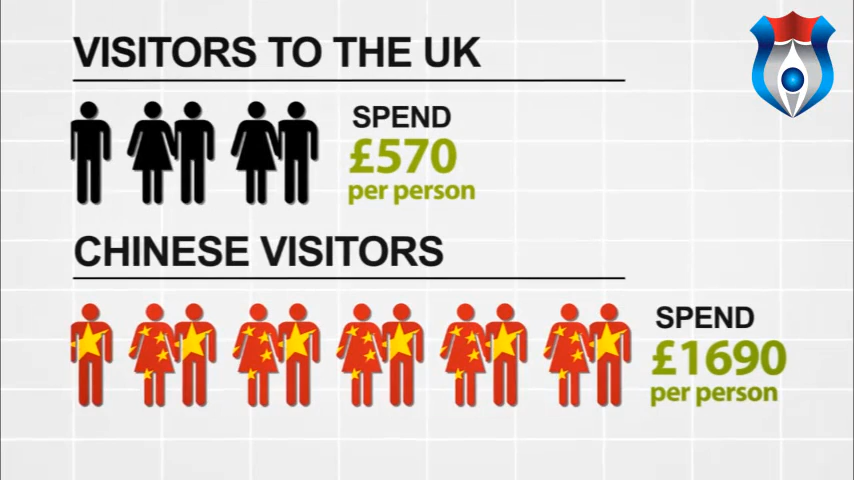 VISITORS TO THE UK
SPEND
£570
per person
CHINESE VISITORS
SPEND
£1690
per person